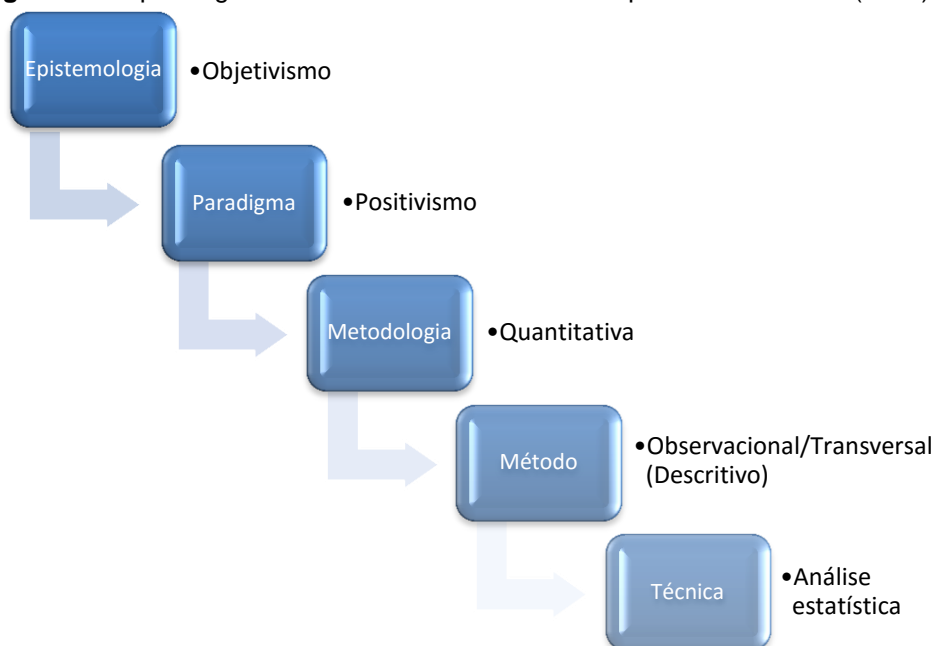 Epistemologia
•Objetivismo
Paradigma
•Positivismo
Metodologia
•Quantitativa
Método
•Observacional/Transversal
(Descritivo)
Técnica
•Análise
estatística